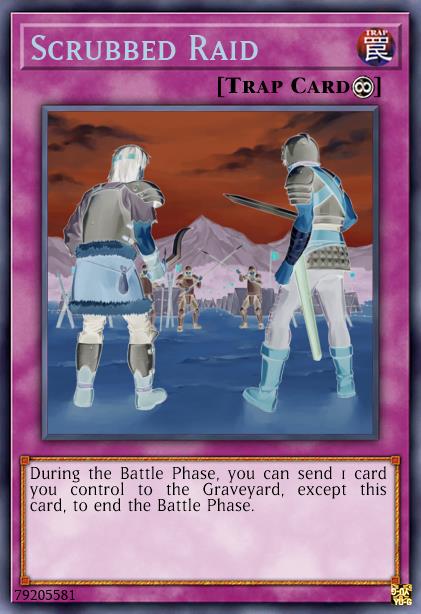 Scrubbed Raid
TRAP
罠
[Trap Card]
During the Battle Phase, you can send 1 card
you control to the Graveyard, except this
card, to end the Battle Phase.
79205581